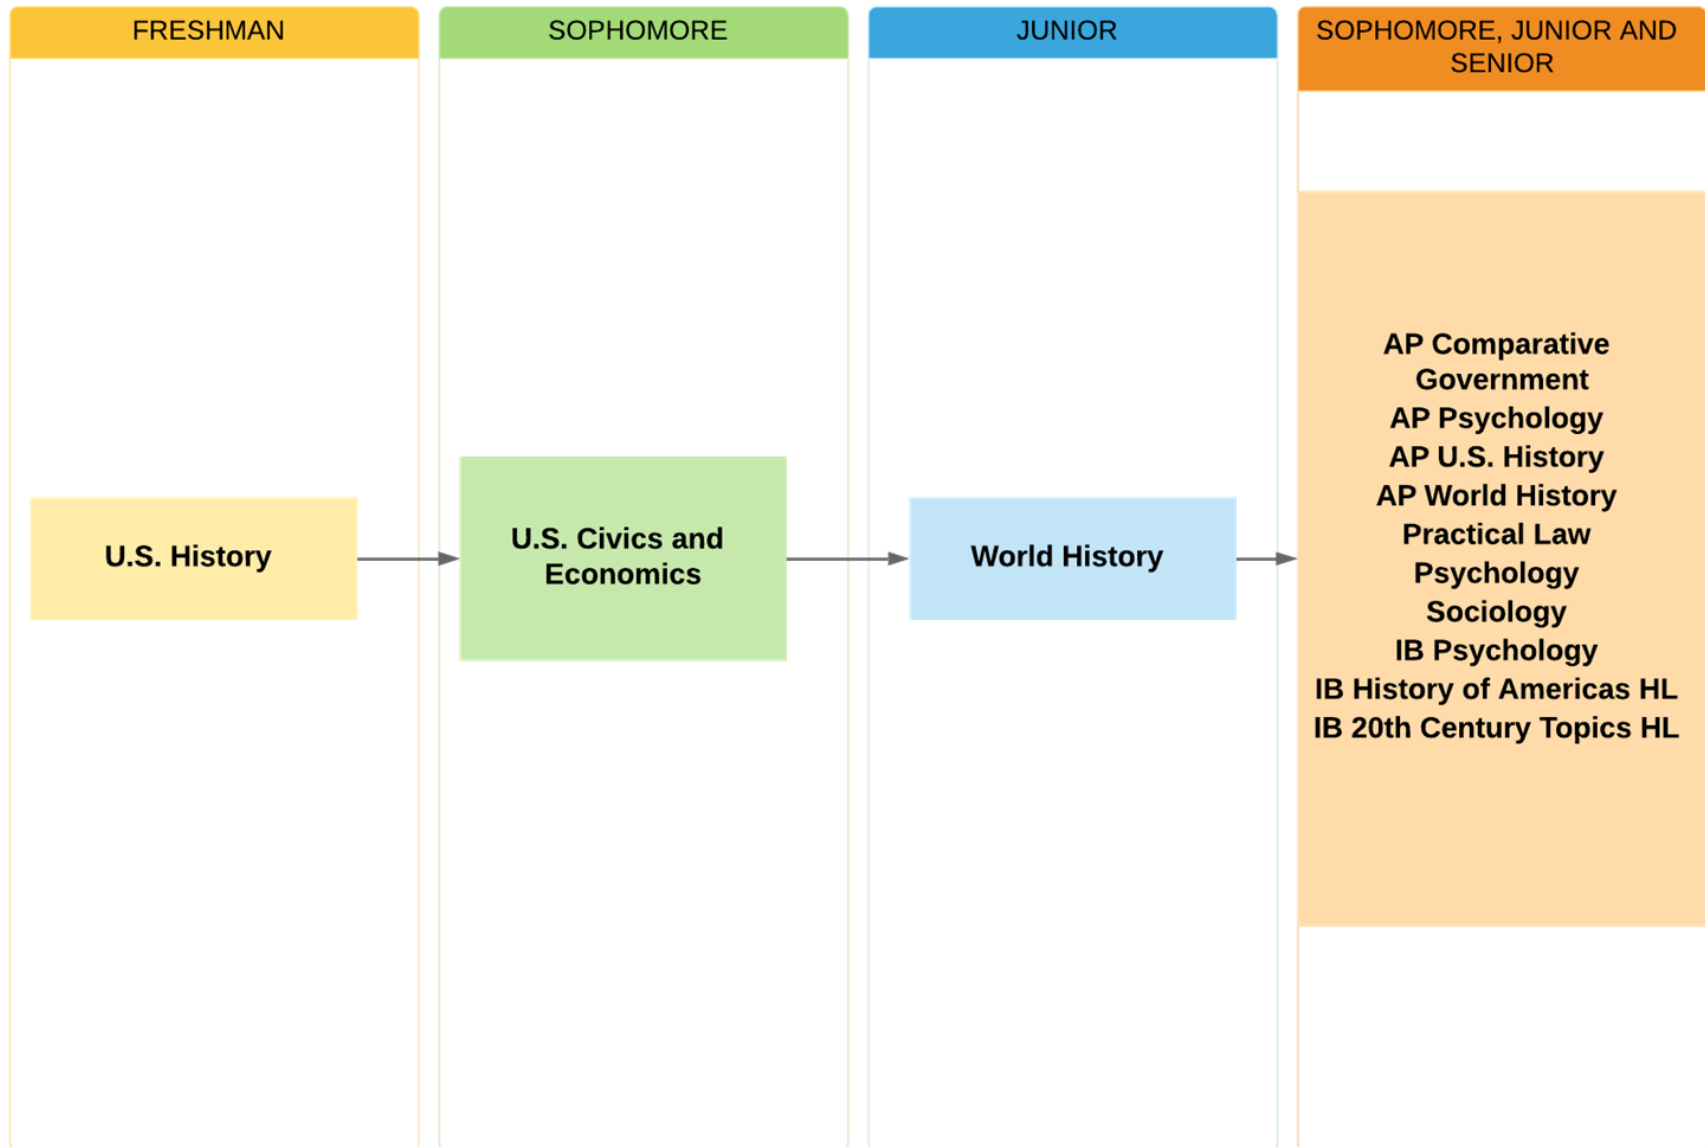 FRESHMAN
SOPHOMORE
JUNIOR
SOPHOMORE, JUNIOR AND
SENIOR
U.S. History
U.S. Civics and
Economics
World History
AP Comparative
Government
AP Psychology
AP U.S. History
AP World History
Practical Law
Psychology
Sociology
IB Psychology
IB History of Americas HL
IB 20th Century Topics HL